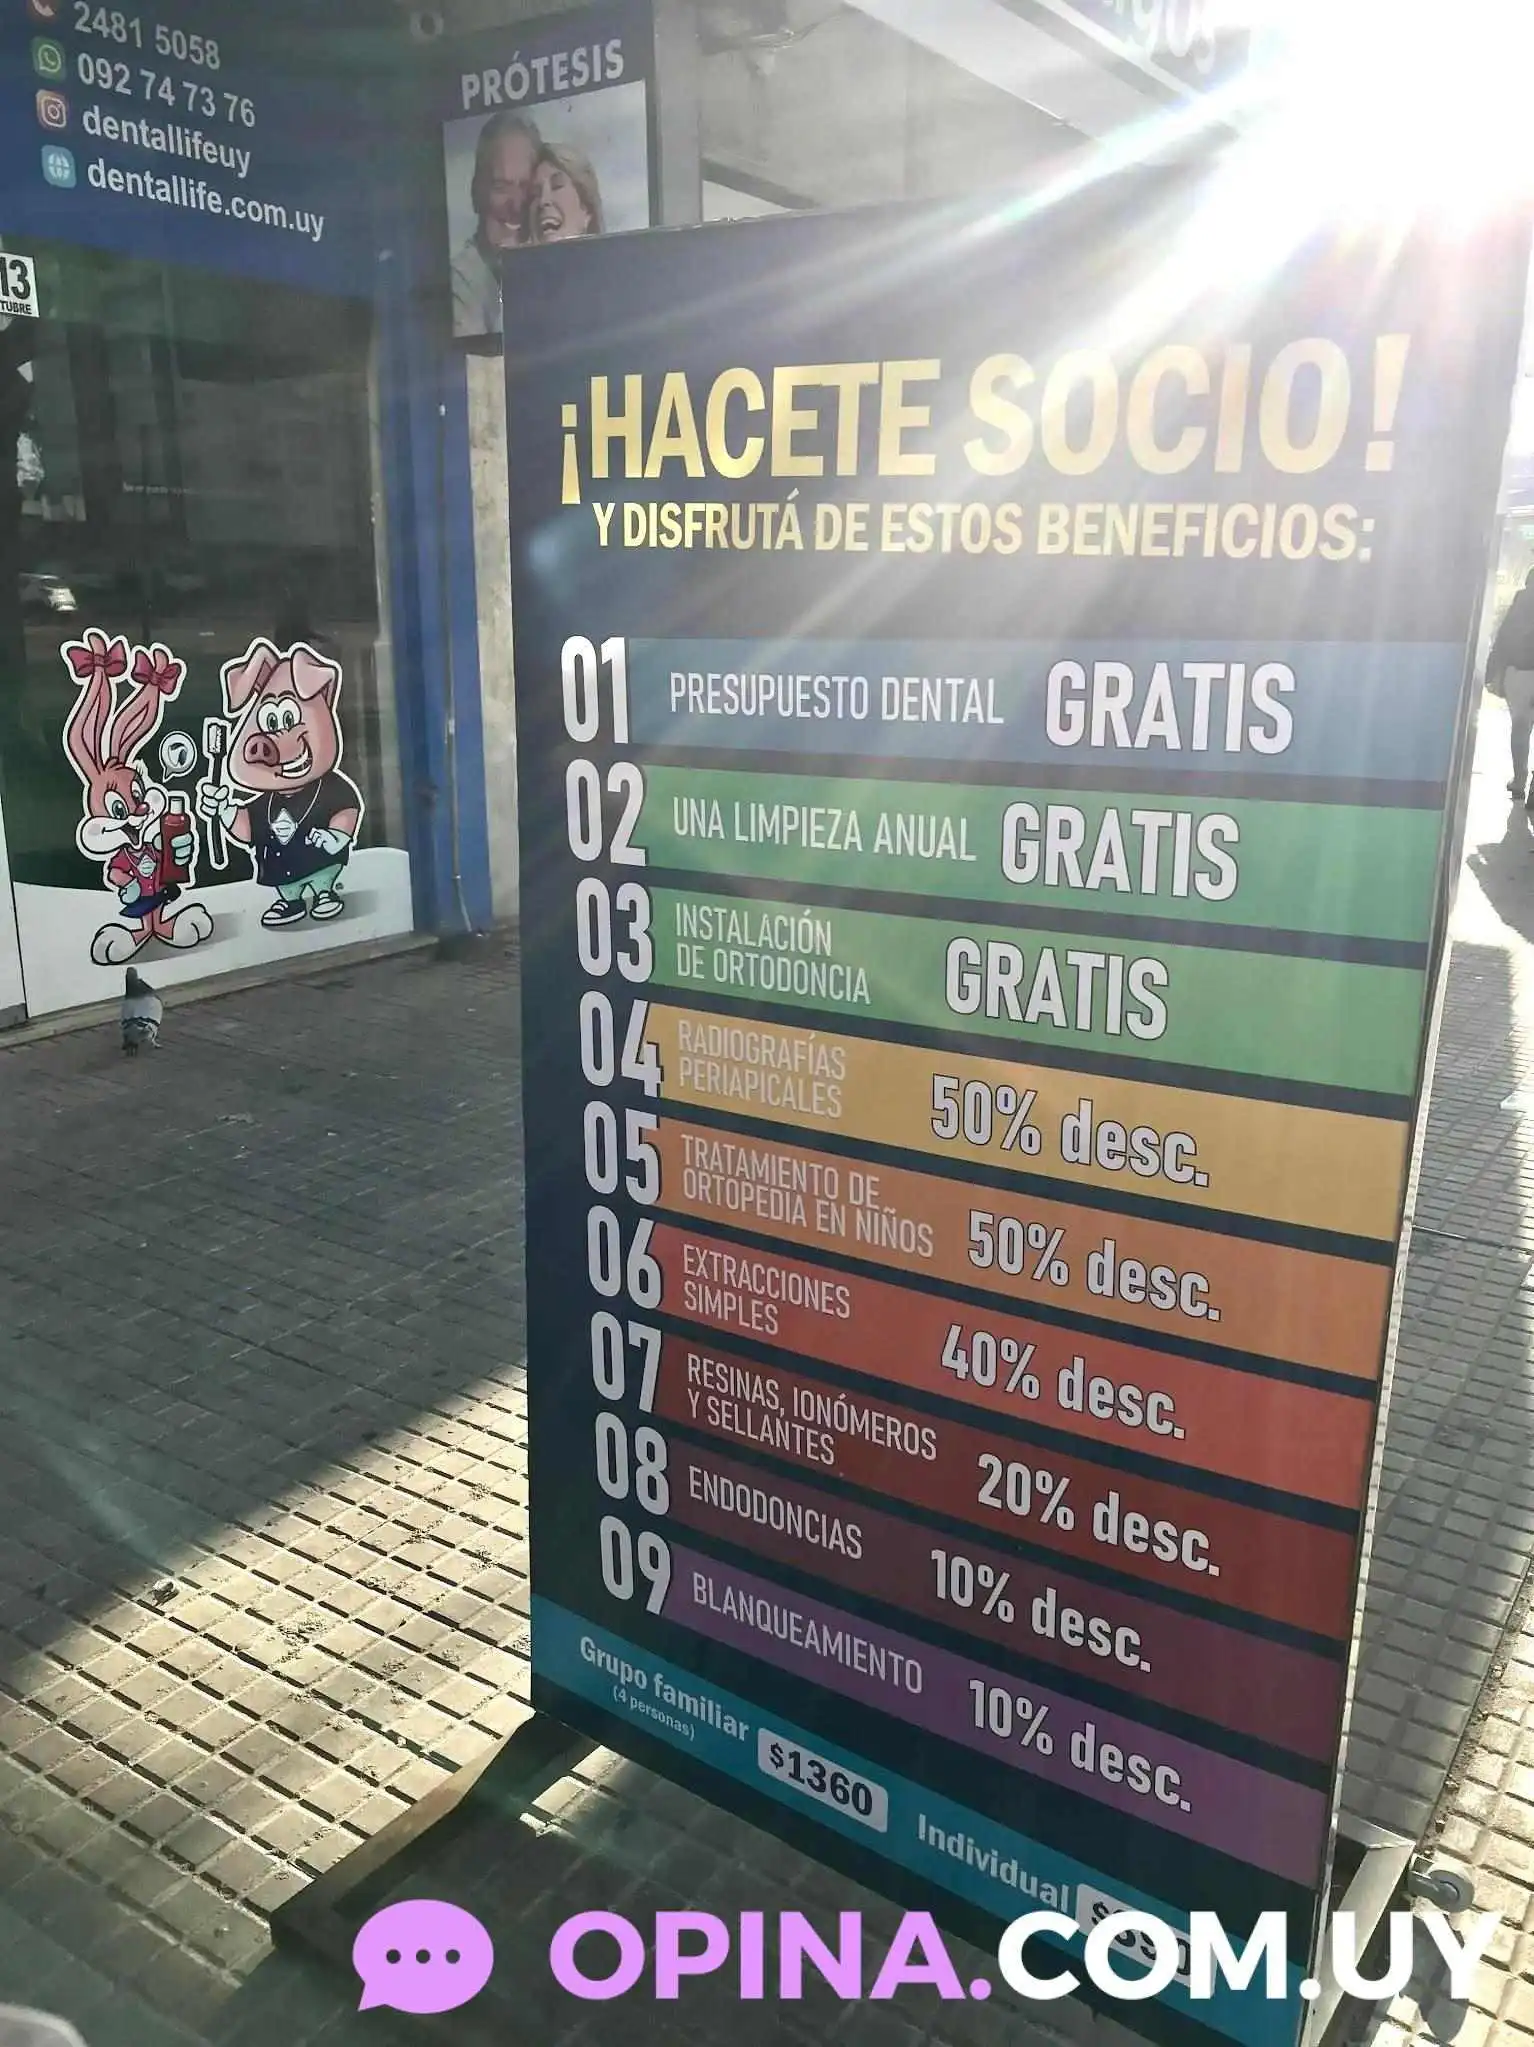 2481 5058
092 74 73 76
dentallifeuy
dentallife.com.uy
PRÓTESIS
13
¡HACETE SOCIO!
Y DISFRUTÁ DE ESTOS BENEFICIOS:
01 PRESUPUESTO DENTAL GRATIS
02 UNA LIMPIEZA ANUAL GRATIS
03 INSTALACIÓN
DE ORTODONCIA GRATIS
04 RADIOGRAFÍAS
PERIAPICALES 50% desc.
05 TRATAMIENTO DE
ORTOPEDIA EN NIÑOS 50% desc.
06 EXTRACCIONES
SIMPLES 40% desc.
07 RESINAS, IONÓMEROS
Y SELLANTES 20% desc.
08 ENDODONCIAS 10% desc.
09 BLANQUEAMIENTO 10% desc.
Grupo familiar $1360
(4 personas)
Individual
OPINA.COM.UY